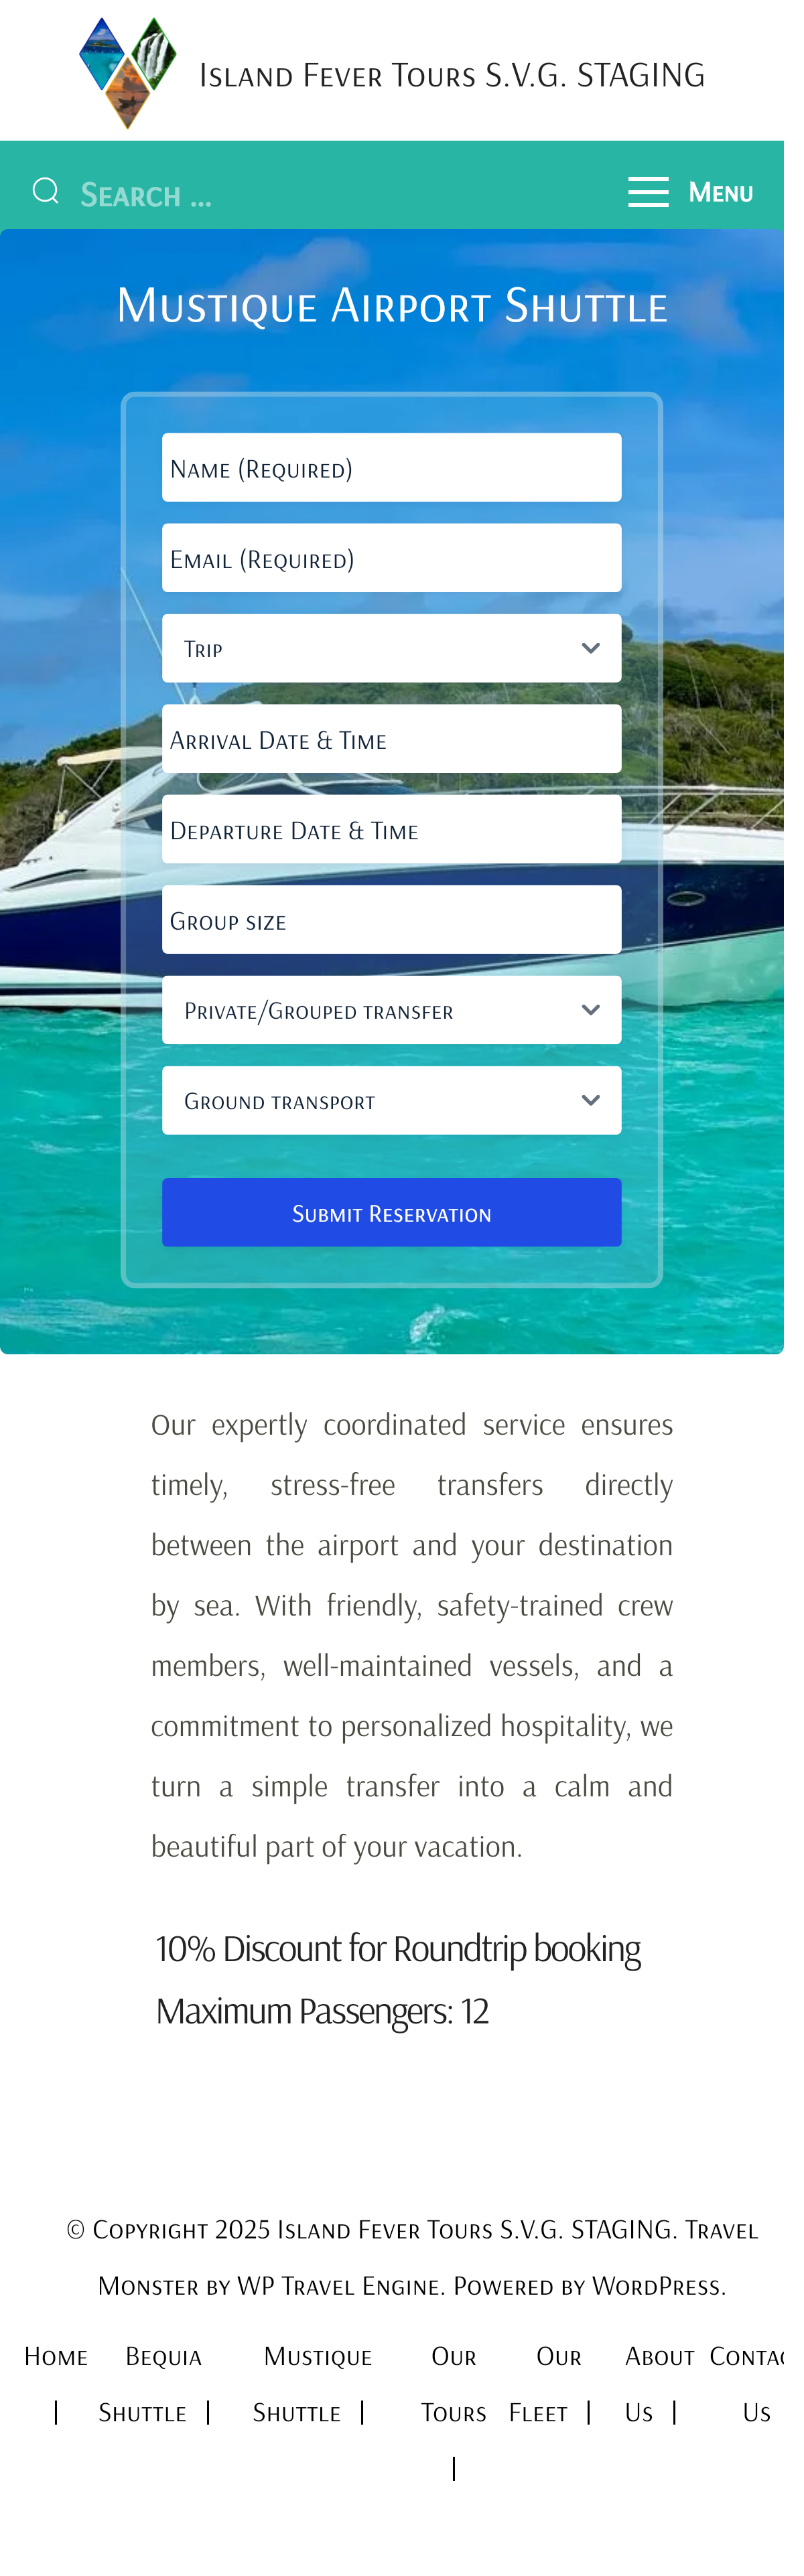 Island Fever Tours S.V.G. STAGING
Search ...
Menu
Mustique Airport Shuttle
Name (Required)
Email (Required)
Trip
Arrival Date & Time
Departure Date & Time
Group size
Private/Grouped transfer
Ground transport
Submit Reservation
Our expertly coordinated service ensures
timely, stress-free transfers directly
between the airport and your destination
by sea. With friendly, safety-trained crew
members, well-maintained vessels, and a
commitment to personalized hospitality, we
turn a simple transfer into a calm and
beautiful part of your vacation.
10% Discount for Roundtrip booking
Maximum Passengers: 12
© Copyright 2025 Island Fever Tours S.V.G. STAGING. Travel
Monster by WP Travel Engine. Powered by WordPress.
Home Bequia Mustique Our Our About Contac
| Shuttle | Shuttle | Tours Fleet | Us | Us
|